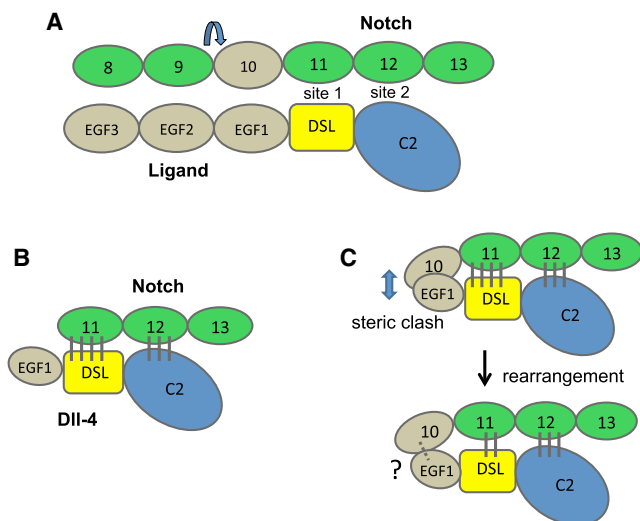 A
Notch
8 9 10 11 12 13
site 1 site 2
EGF3 EGF2 EGF1 DSL C2
Ligand
B
Notch
11 12 13
EGF1 DSL
C2
Dll-4
C
10 11 12 13
EGF1 DSL
C2
steric clash
rearrangement
10 11 12 13
? EGF1 DSL
C2